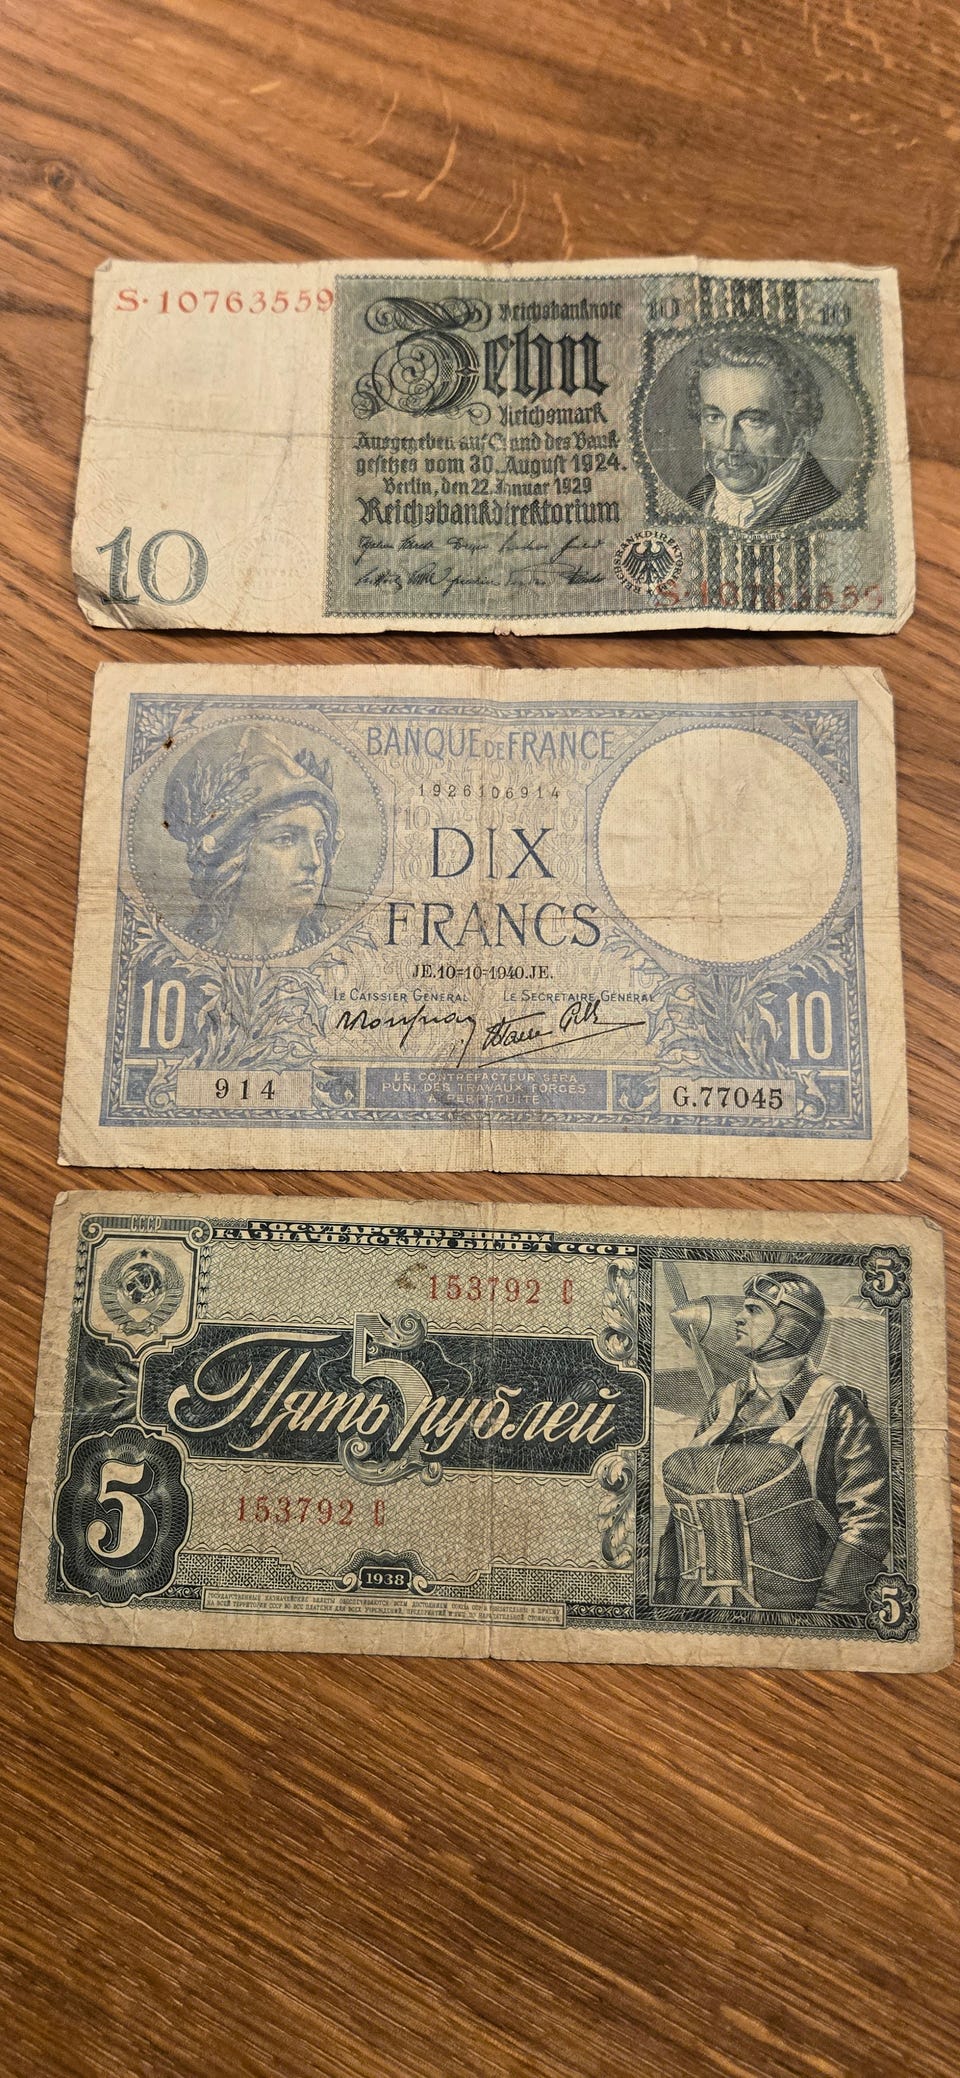 S·10763559
Reichsbanknote
10 10
Zehn
Reichsmark
Ausgegeben auf Grund des Bank-
gesetzes vom 30. August 1924.
Berlin, den 22. Januar 1929
Reichsbankdirektorium
10
REICHSBANKDIREKTORIUM
BANQUE DE FRANCE
1926106914
DIX
FRANCS
JE.10=10=1940.JE.
LE CAISSIER GÉNÉRAL LE SECRÉTAIRE GÉNÉRAL
10 10
914 G.77045
LE CONTREFACTEUR SERA
PUNI DES TRAVAUX FORCÉS
À PERPÉTUITÉ
СССР
ГОСУДАРСТВЕННЫЙ
КАЗНАЧЕЙСКИЙ БИЛЕТ СССР
5
153792 С
5
Пять рублей
5
153792 С
1938
5